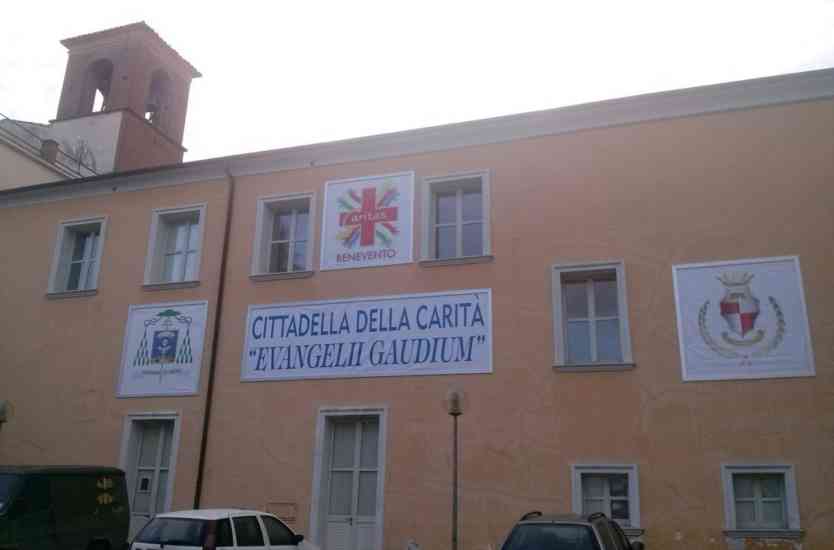 Caritas
BENEVENTO
CITTADELLA DELLA CARITÀ
"EVANGELII GAUDIUM"